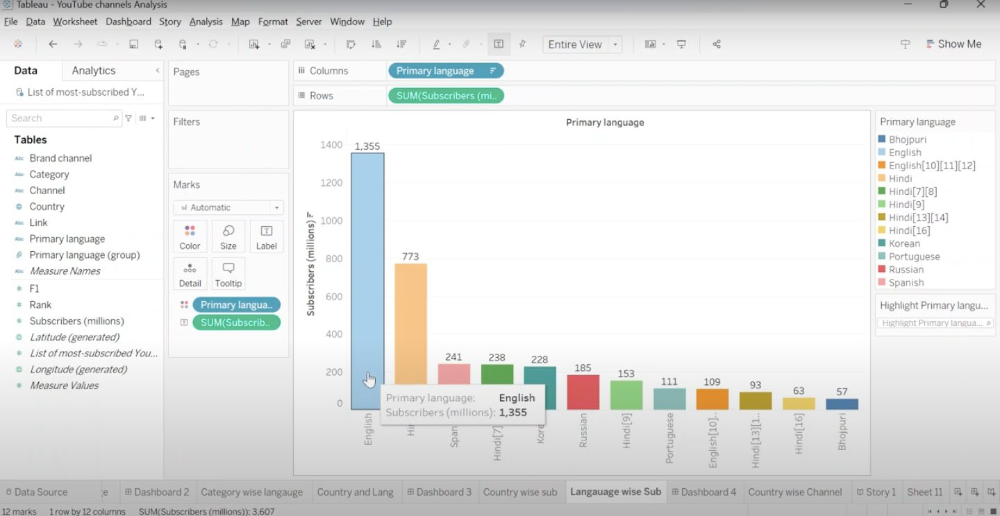 Tableau - YouTube channels Analysis
File Data Worksheet Dashboard Story Analysis Map Format Server Window Help
Entire View
Show Me
Data
Analytics
List of most-subscribed Y...
Search
Tables
Abc Brand channel
Abc Category
Abc Channel
Country
Abc Link
Abc Primary language
Primary language (group)
Abc Measure Names
# F1
# Rank
# Subscribers (millions)
Latitude (generated)
# List of most-subscribed You...
Longitude (generated)
# Measure Values
Pages
Filters
Marks
Automatic
Color
Size
Label
Detail
Tooltip
Primary langua..
SUM(Subscrib..
Columns
Primary language
Rows
SUM(Subscribers (mi..
Primary language
Subscribers (millions)
1400
1200
1000
800
600
400
200
0
1,355
773
241
238
228
185
153
111
109
93
63
57
Primary language: English
Subscribers (millions): 1,355
English
Hin
Span
Hindi[7]
Kore
Russian
Hindi[9]
Portuguese
English[10]..
Hindi[13][1..
Hindi[16]
Bhojpuri
Primary language
Bhojpuri
English
English[10][11][12]
Hindi
Hindi[7][8]
Hindi[9]
Hindi[13][14]
Hindi[16]
Korean
Portuguese
Russian
Spanish
Highlight Primary langu...
Highlight Primary langua...
Data Source
e
Dashboard 2
Category wise langauge
Country and Lang
Dashboard 3
Country wise sub
Langauage wise Sub
Dashboard 4
Country wise Channel
Story 1
Sheet 11
12 marks 1 row by 12 columns SUM(Subscribers (millions)): 3,607